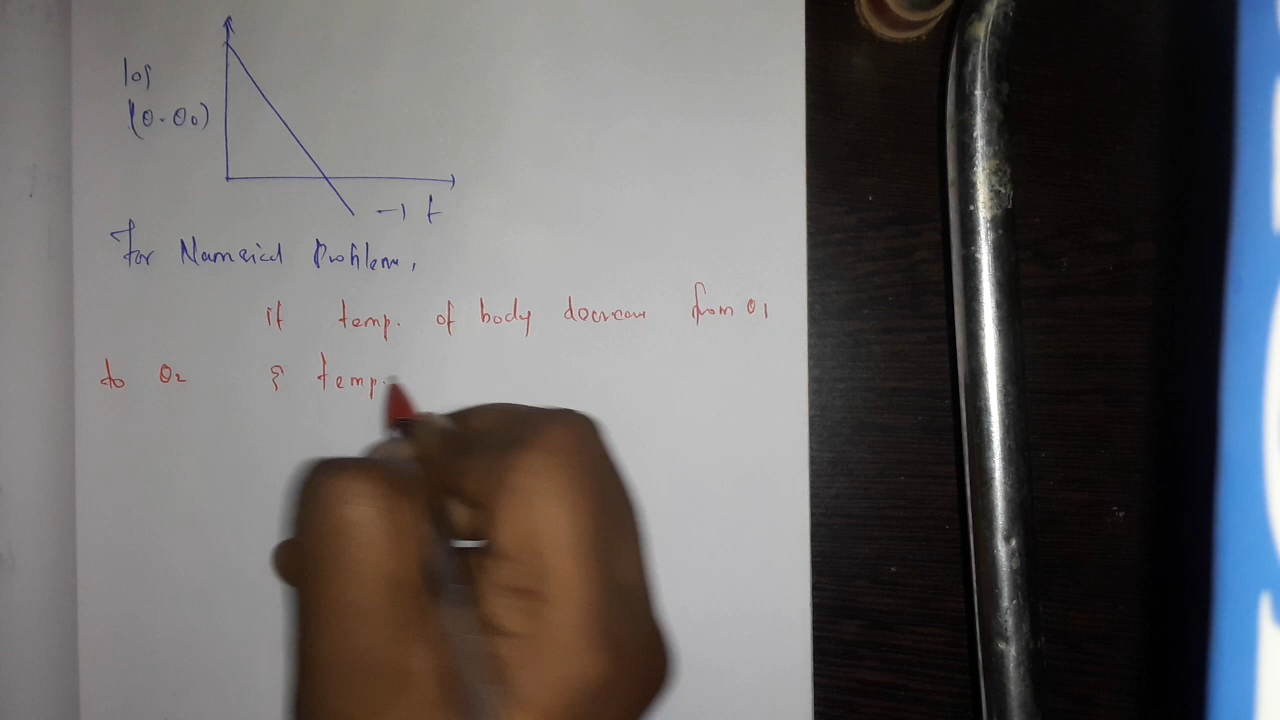 log
(θ-θ0)
→ t
For Numerical Problem,
if temp. of body decrease from θ1
to θ2 & temp.